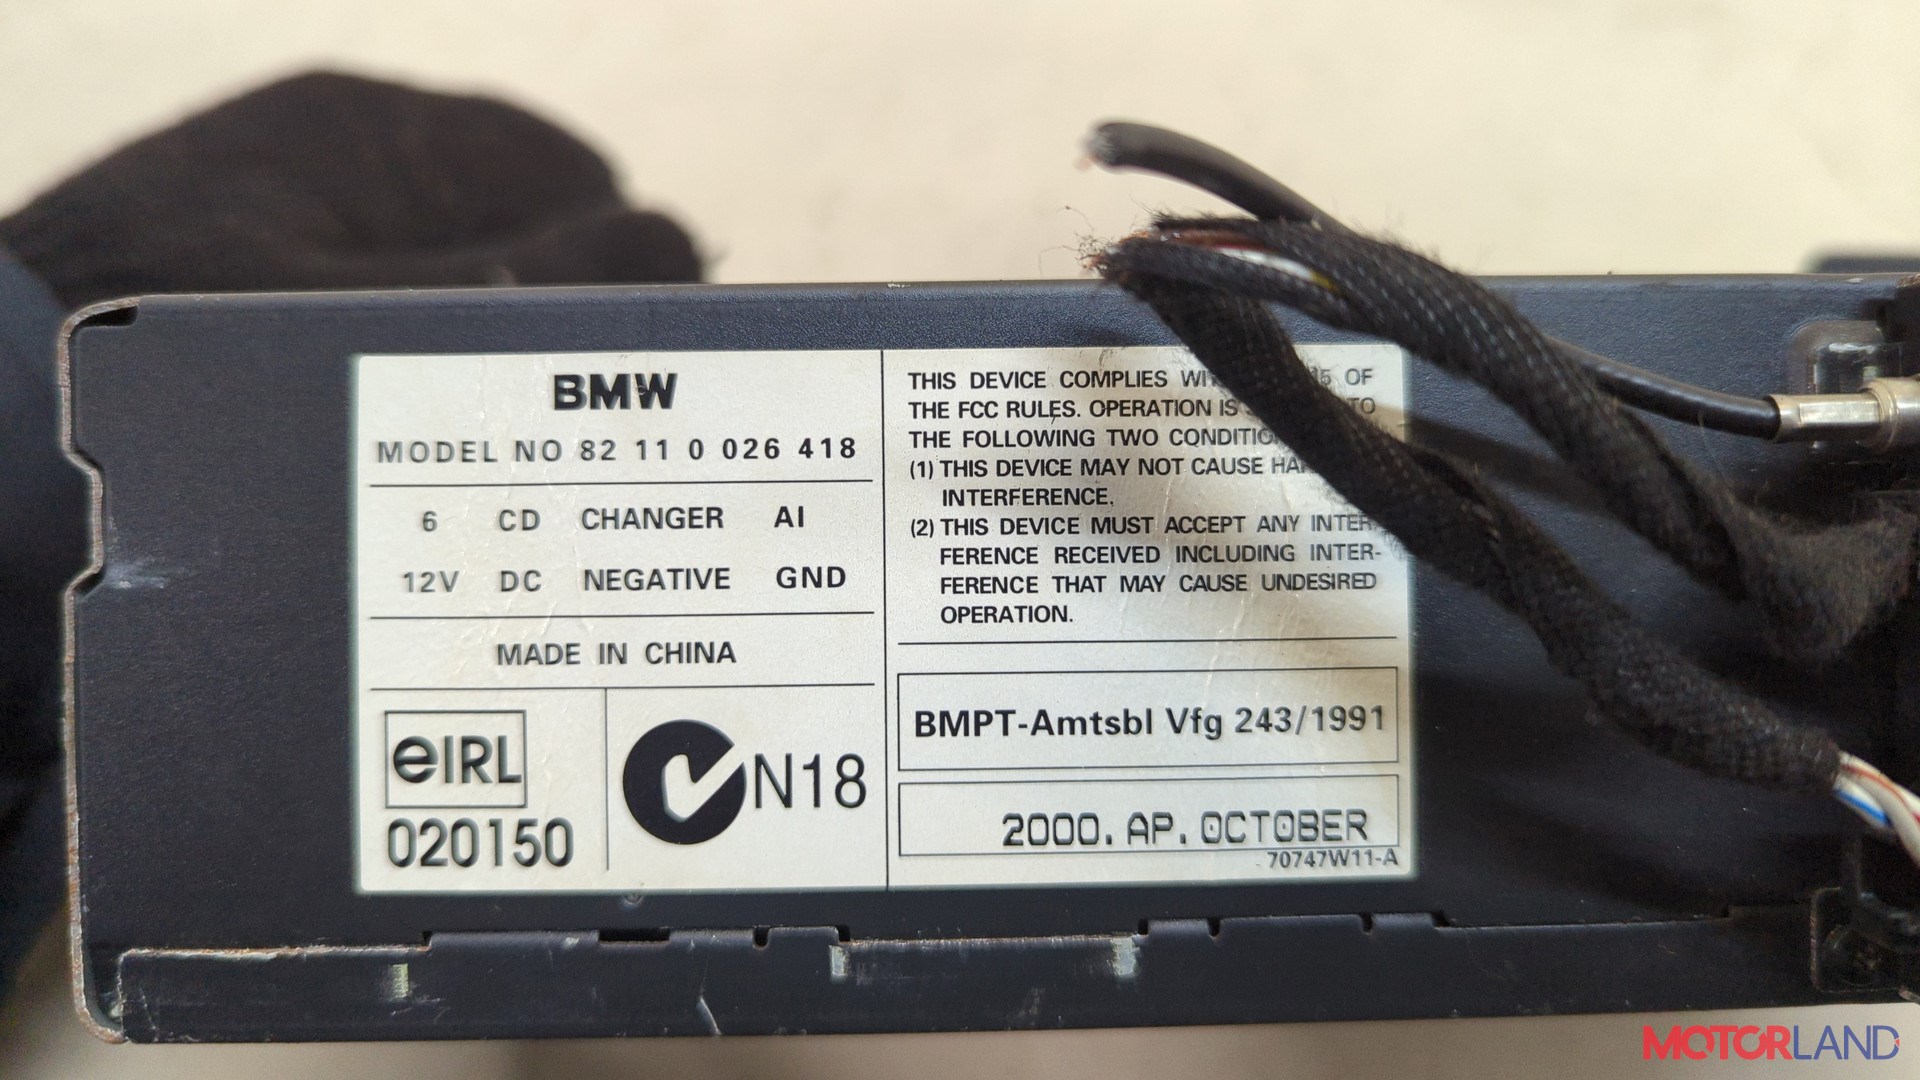 BMW
MODEL NO 82 11 0 026 418
6 CD CHANGER AI
12V DC NEGATIVE GND
MADE IN CHINA
eIRL
020150
N18
THIS DEVICE COMPLIES OF
THE FCC RULES. OPERATION IS TO
THE FOLLOWING TWO
(1) THIS DEVICE MAY NOT CAUSE
INTERFERENCE.
(2) THIS DEVICE MUST ACCEPT ANY INTER-
FERENCE RECEIVED INCLUDING INTER-
FERENCE THAT MAY CAUSE UNDESIRED
OPERATION.
BMPT-Amtsbl Vfg 243/1991
2000. AP. OCTOBER
70747W11-A
MOTORLAND